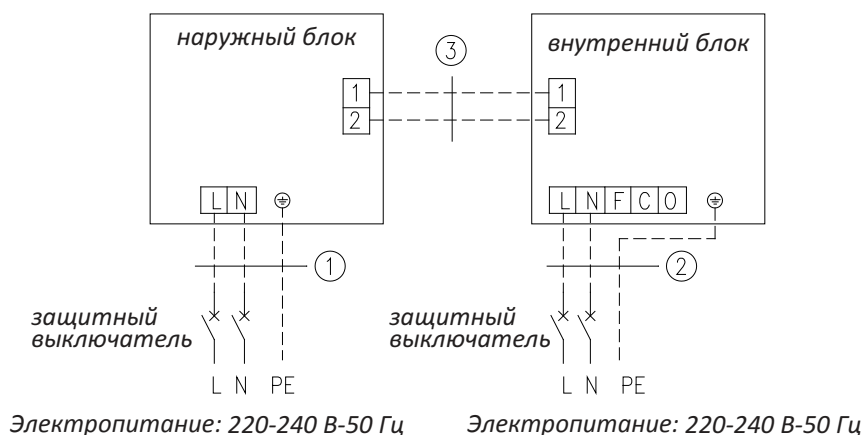 наружный блок
внутренний блок
3
1
1
2
2
L N
L N F C O
1
2
защитный
выключатель
защитный
выключатель
L N PE
L N PE
Электропитание: 220-240 В-50 Гц
Электропитание: 220-240 В-50 Гц